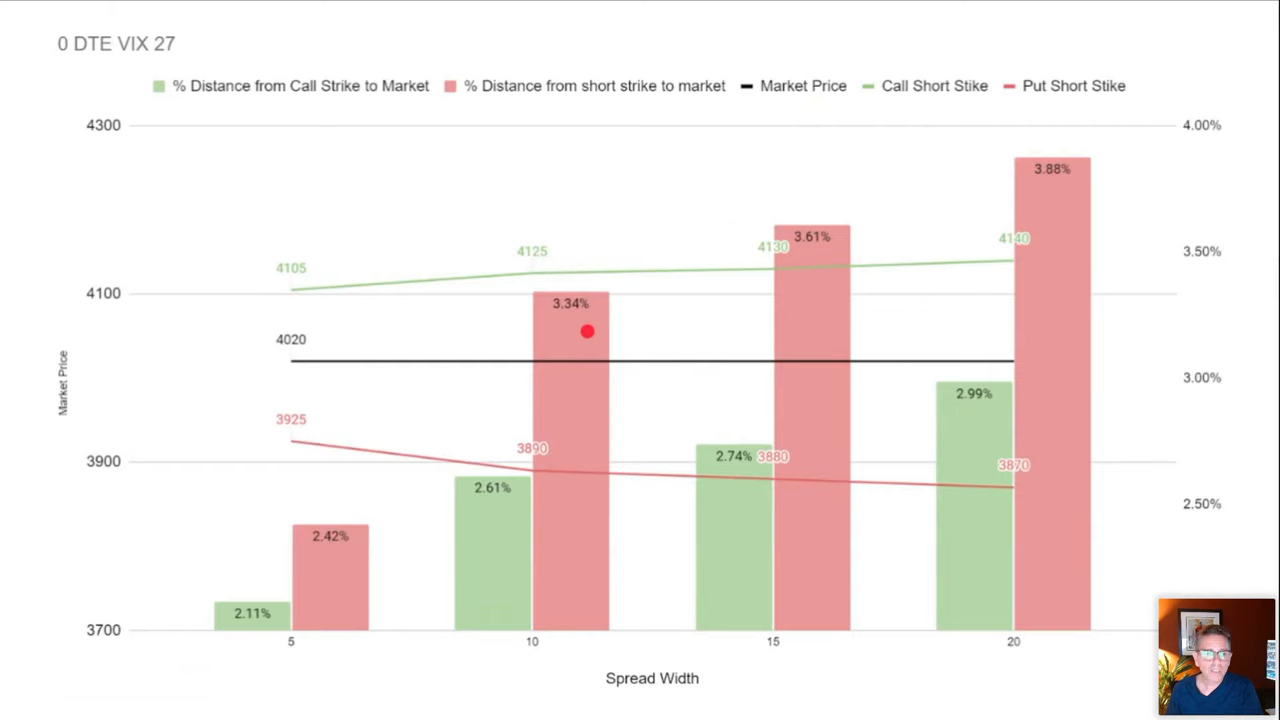 0 DTE VIX 27
% Distance from Call Strike to Market % Distance from short strike to market Market Price Call Short Stike Put Short Stike
4300 4.00%
3.88%
4105 4125 4130 3.61% 4140 3.50%
4100 3.34%
4020
Market Price
3.00%
2.99%
3925 3890 2.74% 3880 3870
3900
2.61% 2.50%
2.42%
2.11%
3700
5 10 15 20
Spread Width